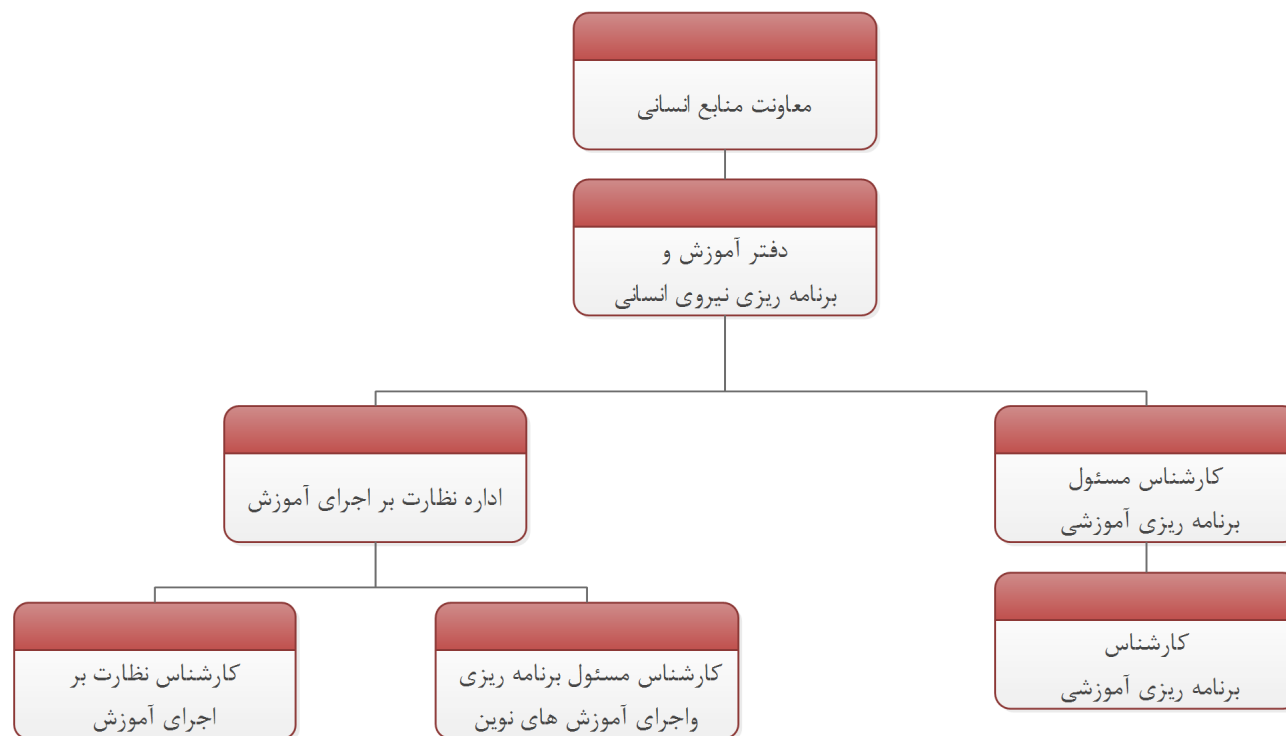 معاونت منابع انسانی
دفتر آموزش و
برنامه ریزی نیروی انسانی
کارشناس مسئول
برنامه ریزی آموزشی
کارشناس
برنامه ریزی آموزشی
اداره نظارت بر اجرای آموزش
کارشناس مسئول برنامه ریزی
واجرای آموزش های نوین
کارشناس نظارت بر
اجرای آموزش